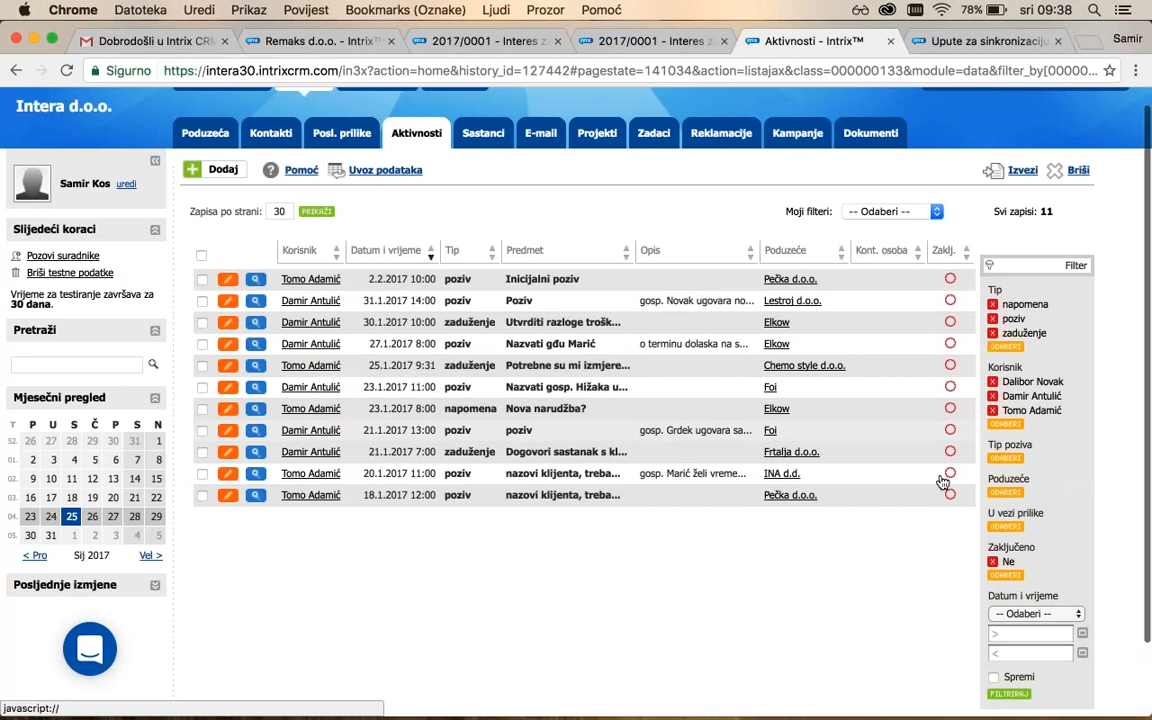 Chrome Datoteka Uredi Prikaz Povijest Bookmarks (Oznake) Ljudi Prozor Pomoć 78% sri 09:38
Dobrodošli u Intrix CRM × Remaks d.o.o. - Intrix™ × 2017/0001 - Interes z × 2017/0001 - Interes z × Aktivnosti - Intrix™ × Upute za sinkronizaciju × Samir
Sigurno https://intera30.intrixcrm.com/in3x?action=home&history_id=127442#pagestate=141034&action=listajax&class=000000133&module=data&filter_by[0000...
Intera d.o.o.
Poduzeća Kontakti Posl. prilike Aktivnosti Sastanci E-mail Projekti Zadaci Reklamacije Kampanje Dokumenti
Samir Kos uredi
Slijedeći koraci
Pozovi suradnike
Briši testne podatke
Vrijeme za testiranje završava za
30 dana.
Pretraži
Mjesečni pregled
T P U S Č P S N
52. 26 27 28 29 30 31 1
01. 2 3 4 5 6 7 8
02. 9 10 11 12 13 14 15
03. 16 17 18 19 20 21 22
04. 23 24 25 26 27 28 29
05. 30 31 1 2 3 4 5
< Pro Sij 2017 Vel >
Posljednje izmjene
Dodaj Pomoć Uvoz podataka Izvezi Briši
Zapisa po strani: 30 PRIKAŽI Moji filteri: -- Odaberi -- Svi zapisi: 11
Korisnik Datum i vrijeme Tip Predmet Opis Poduzeće Kont. osoba Zaklj.
Tomo Adamić 2.2.2017 10:00 poziv Inicijalni poziv Pečka d.o.o.
Damir Antulić 31.1.2017 14:00 poziv Poziv gosp. Novak ugovara no... Lestroj d.o.o.
Damir Antulić 30.1.2017 10:00 zaduženje Utvrditi razloge trošk... Elkow
Damir Antulić 27.1.2017 8:00 poziv Nazvati gđu Marić o terminu dolaska na s... Elkow
Tomo Adamić 25.1.2017 9:31 zaduženje Potrebne su mi izmjere... Chemo style d.o.o.
Damir Antulić 23.1.2017 11:00 poziv Nazvati gosp. Hižaka u... Foi
Tomo Adamić 23.1.2017 8:00 napomena Nova narudžba? Elkow
Damir Antulić 21.1.2017 13:00 poziv poziv gosp. Grdek ugovara sa... Foi
Damir Antulić 21.1.2017 7:00 zaduženje Dogovori sastanak s kl... Frtalja d.o.o.
Tomo Adamić 20.1.2017 11:00 poziv nazovi klijenta, treba... gosp. Marić želi vreme... INA d.d.
Tomo Adamić 18.1.2017 12:00 poziv nazovi klijenta, treba... Pečka d.o.o.
Filter
Tip
x napomena
x poziv
x zaduženje
ODABERI
Korisnik
x Dalibor Novak
x Damir Antulić
x Tomo Adamić
ODABERI
Tip poziva
ODABERI
Poduzeće
ODABERI
U vezi prilike
ODABERI
Zaključeno
x Ne
ODABERI
Datum i vrijeme
-- Odaberi --
>
<
Spremi
FILTRIRAJ
javascript://